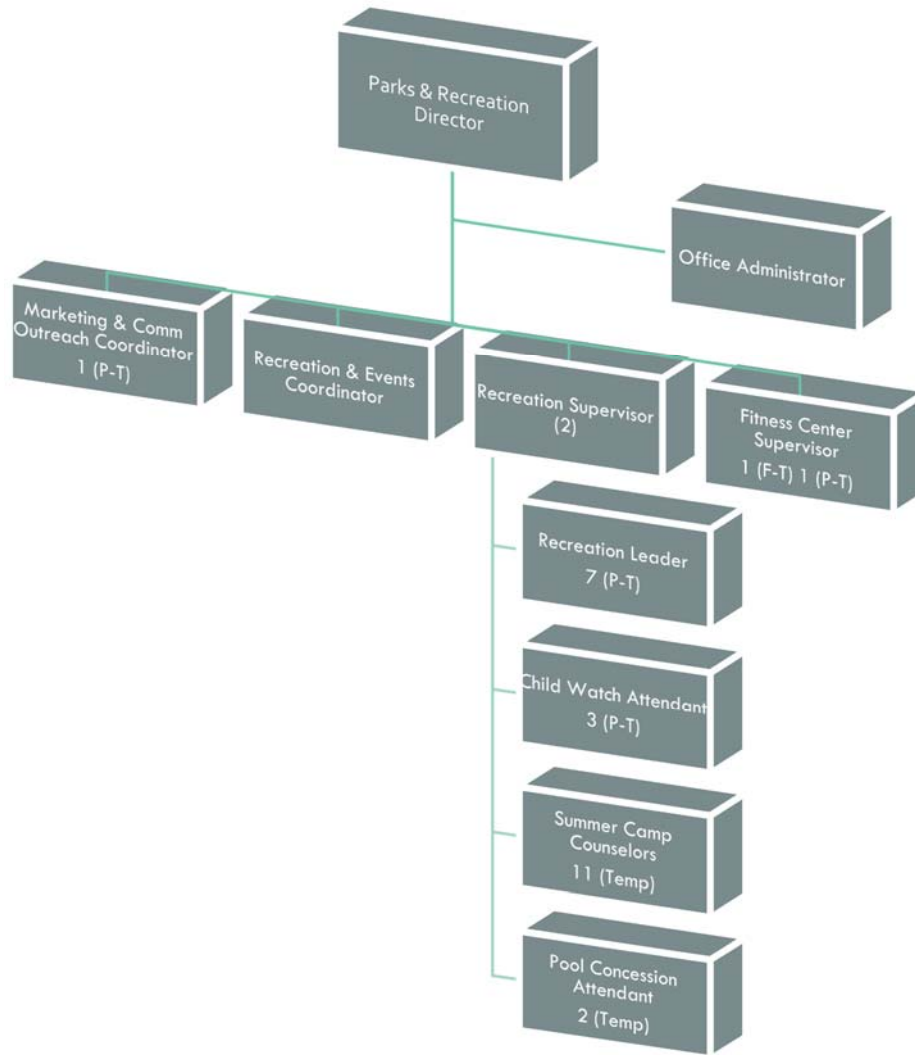 Parks & Recreation
Director
Office Administrator
Marketing & Comm
Outreach Coordinator
1 (P-T)
Recreation & Events
Coordinator
Recreation Supervisor
(2)
Fitness Center
Supervisor
1 (F-T) 1 (P-T)
Recreation Leader
7 (P-T)
Child Watch Attendant
3 (P-T)
Summer Camp
Counselors
11 (Temp)
Pool Concession
Attendant
2 (Temp)